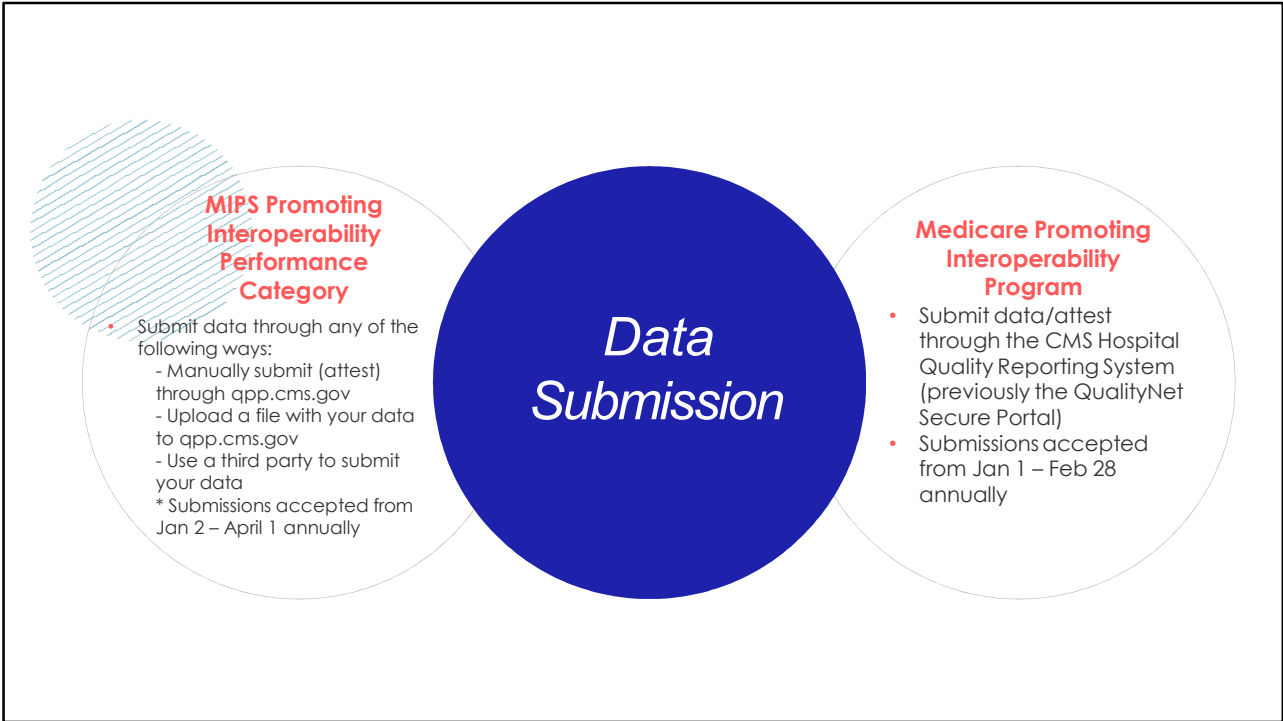 MIPS Promoting
Interoperability
Performance
Category
• Submit data through any of the
following ways:
- Manually submit (attest)
through qpp.cms.gov
- Upload a file with your data
to qpp.cms.gov
- Use a third party to submit
your data
* Submissions accepted from
Jan 2 – April 1 annually
Data
Submission
Medicare Promoting
Interoperability
Program
• Submit data/attest
through the CMS Hospital
Quality Reporting System
(previously the QualityNet
Secure Portal)
• Submissions accepted
from Jan 1 – Feb 28
annually